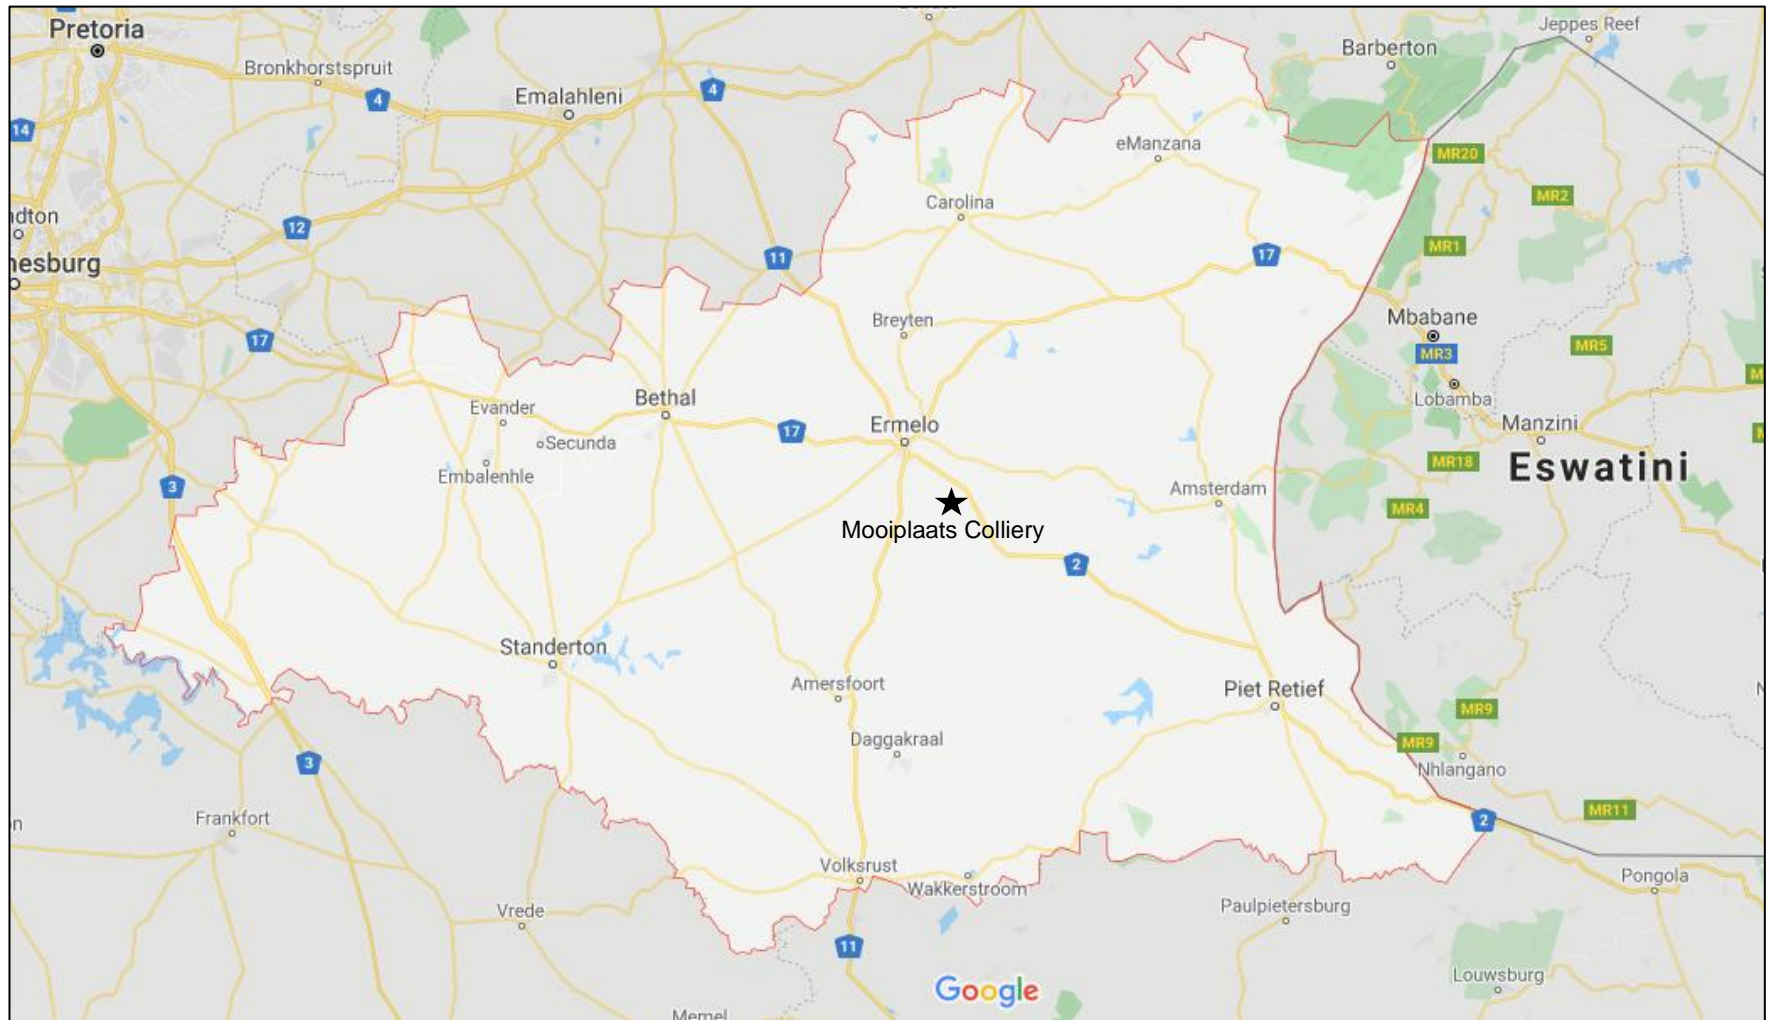 Pretoria
Jeppes Reef
Barberton
Bronkhorstspruit
4
Emalahleni
4
14
eManzana
MR20
MR2
Carolina
ndton
12
MR1
nesburg
11
17
Breyten
Mbabane
17
MR3
MR5
Lobamba
Bethal
Evander
17
Ermelo
Manzini
Secunda
Embalenhle
MR18
Eswatini
3
Amsterdam
MR4
Mooiplaats Colliery
2
Standerton
Amersfoort
Piet Retief
MR9
Daggakraal
MR9
3
Nhlangano
Frankfort
2
MR11
Volksrust
Wakkerstroom
Pongola
Vrede
Paulpietersburg
11
Louwsburg
Google
Memel